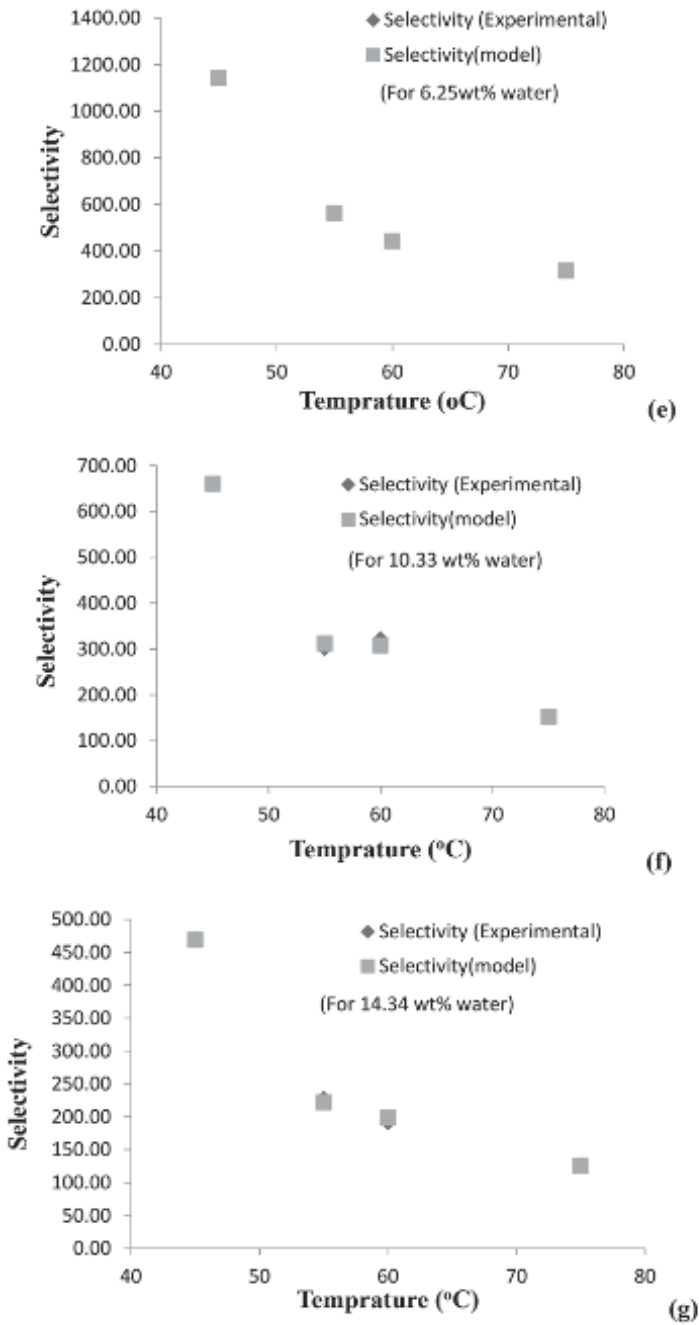 1400.00
1200.00
1000.00
800.00
600.00
400.00
200.00
0.00
Selectivity
Selectivity (Experimental)
Selectivity(model)
(For 6.25wt% water)
40 50 60 70 80
Temprature (oC)
(e)
700.00
600.00
500.00
400.00
300.00
200.00
100.00
0.00
Selectivity
Selectivity (Experimental)
Selectivity(model)
(For 10.33 wt% water)
40 50 60 70 80
Temprature (°C)
(f)
500.00
450.00
400.00
350.00
300.00
250.00
200.00
150.00
100.00
50.00
0.00
Selectivity
Selectivity (Experimental)
Selectivity(model)
(For 14.34 wt% water)
40 50 60 70 80
Temprature (°C)
(g)